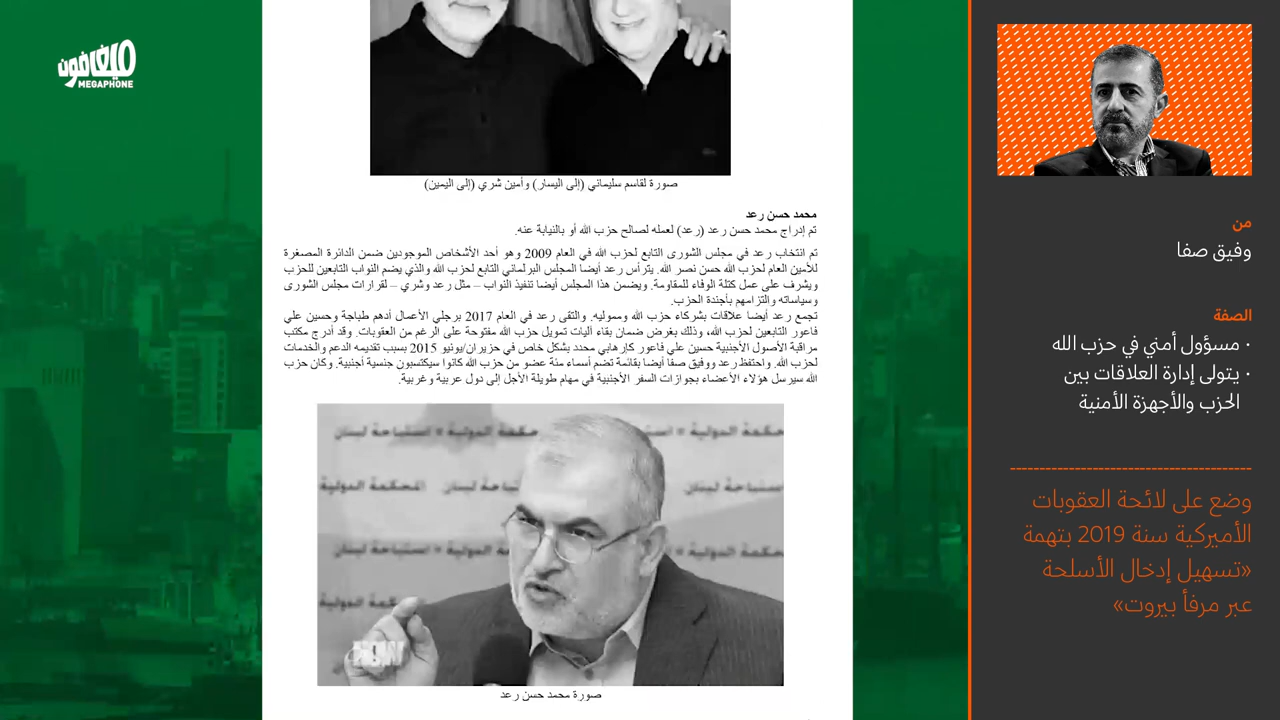 ميغافون
MEGAPHONE
صورة لقاسم سليماني (إلى اليسار) وأمين شري (إلى اليمين)
محمد حسن رعد
تم إدراج محمد حسن رعد (رعد) لعمله لصالح حزب الله أو بالنيابة عنه.
تم انتخاب رعد في مجلس الشورى التابع لحزب الله في العام 2009 وهو أحد الأشخاص الموجودين ضمن الدائرة المصغرة
للأمين العام لحزب الله حسن نصر الله. يترأس رعد أيضا المجلس البرلماني التابع لحزب الله والذي يضم النواب التابعين للحزب
ويشرف على عمل كتلة الوفاء للمقاومة. ويضمن هذا المجلس أيضا تنفيذ النواب – مثل رعد وشري – لقرارات مجلس الشورى
وسياساته والتزامهم بأجندة الحزب.
تجمع رعد أيضا علاقات بشركاء حزب الله ومموليه. والتقى رعد في العام 2017 برجلي الأعمال أدهم طباجة وحسين علي
فاعور التابعين لحزب الله، وذلك بغرض ضمان بقاء آليات تمويل حزب الله مفتوحة على الرغم من العقوبات. وقد أدرج مكتب
مراقبة الأصول الأجنبية حسين علي فاعور كإرهابي محدد بشكل خاص في حزيران/يونيو 2015 بسبب تقديمه الدعم والخدمات
لحزب الله. واحتفظ رعد ووفيق صفا أيضا بقائمة تضم أسماء مئة عضو من حزب الله كانوا سيكتسبون جنسية أجنبية. وكان حزب
الله سيرسل هؤلاء الأعضاء بجوازات السفر الأجنبية في مهام طويلة الأجل إلى دول عربية وغربية.
حكمة الدولية * استباحة لبنان
المحكمة الدولية
استباحة لبنان
NOW
صورة محمد حسن رعد
من
وفيق صفا
الصفة
· مسؤول أمني في حزب الله
· يتولى إدارة العلاقات بين
الحزب والأجهزة الأمنية
وضع على لائحة العقوبات
الأميركية سنة 2019 بتهمة
«تسهيل إدخال الأسلحة
عبر مرفأ بيروت»